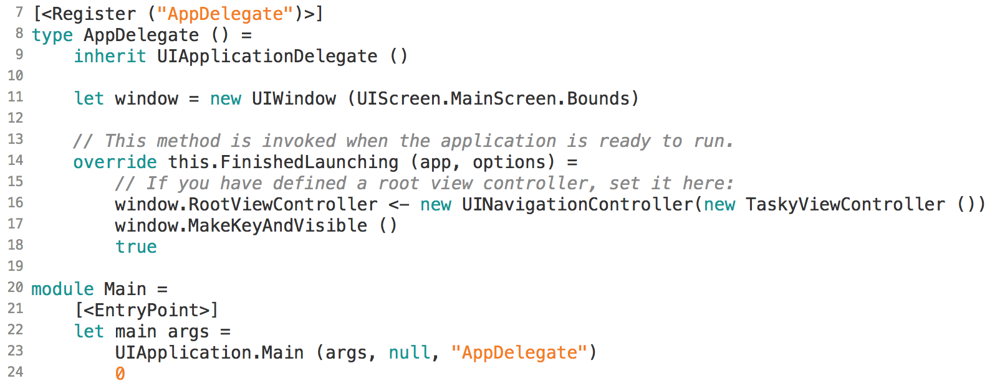 7 [<Register ("AppDelegate")>]
8 type AppDelegate () =
9     inherit UIApplicationDelegate ()
10
11     let window = new UIWindow (UIScreen.MainScreen.Bounds)
12
13     // This method is invoked when the application is ready to run.
14     override this.FinishedLaunching (app, options) =
15         // If you have defined a root view controller, set it here:
16         window.RootViewController <- new UINavigationController(new TaskyViewController ())
17         window.MakeKeyAndVisible ()
18         true
19
20 module Main =
21     [<EntryPoint>]
22     let main args =
23         UIApplication.Main (args, null, "AppDelegate")
24         0